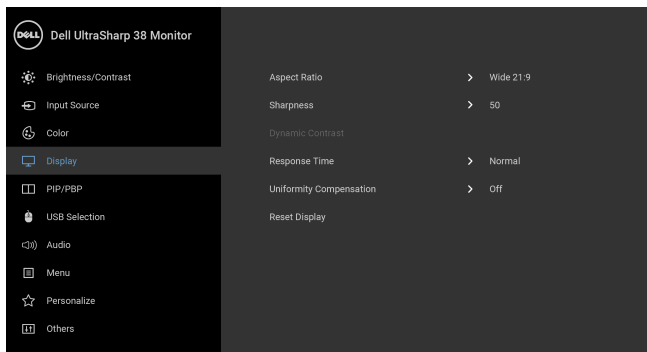 DELL Dell UltraSharp 38 Monitor
Brightness/Contrast
Input Source
Color
Display
PIP/PBP
USB Selection
Audio
Menu
Personalize
Others
Aspect Ratio > Wide 21:9
Sharpness > 50
Dynamic Contrast
Response Time > Normal
Uniformity Compensation > Off
Reset Display